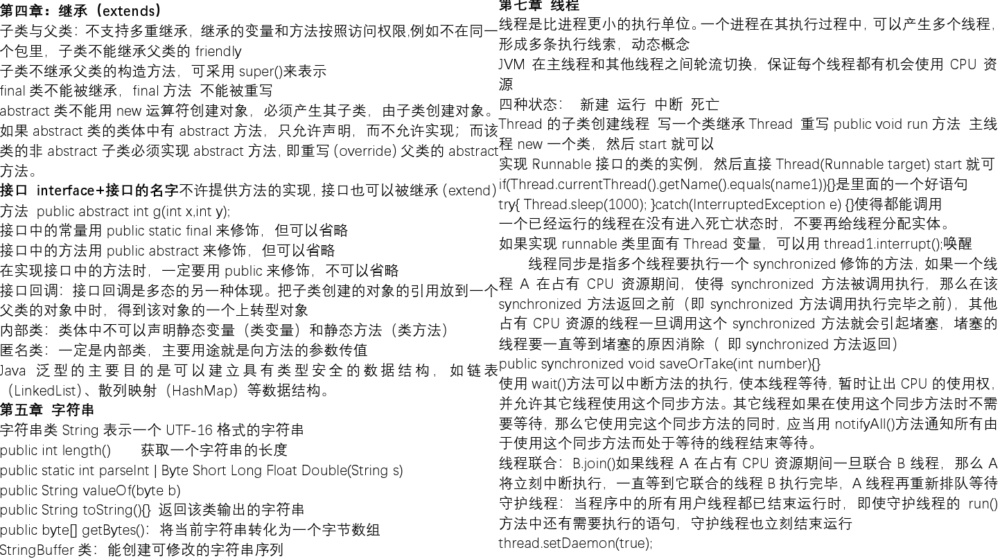 第四章：继承（extends）
子类与父类：不支持多重继承，继承的变量和方法按照访问权限,例如不在同一
个包里，子类不能继承父类的 friendly
子类不继承父类的构造方法，可采用 super()来表示
final 类不能被继承，final 方法 不能被重写
abstract 类不能用 new 运算符创建对象，必须产生其子类，由子类创建对象。
如果 abstract 类的类体中有 abstract 方法，只允许声明，而不允许实现；而该
类的非 abstract 子类必须实现 abstract 方法, 即重写（override）父类的 abstract
方法。
接口 interface+接口的名字不许提供方法的实现, 接口也可以被继承（extend）
方法 public abstract int g(int x,int y);
接口中的常量用 public static final 来修饰，但可以省略
接口中的方法用 public abstract 来修饰，但可以省略
在实现接口中的方法时，一定要用 public 来修饰，不可以省略
接口回调：接口回调是多态的另一种体现。把子类创建的对象的引用放到一个
父类的对象中时，得到该对象的一个上转型对象
内部类：类体中不可以声明静态变量（类变量）和静态方法（类方法）
匿名类：一定是内部类，主要用途就是向方法的参数传值
Java 泛型的主要目的是可以建立具有类型安全的数据结构，如链表
（LinkedList）、散列映射（HashMap）等数据结构。
第五章 字符串
字符串类 String 表示一个 UTF-16 格式的字符串
public int length() 获取一个字符串的长度
public static int parseInt | Byte Short Long Float Double(String s)
public String valueOf(byte b)
public String toString(){} 返回该类输出的字符串
public byte[] getBytes()：将当前字符串转化为一个字节数组
StringBuffer 类：能创建可修改的字符串序列
第七章 线程
线程是比进程更小的执行单位。一个进程在其执行过程中, 可以产生多个线程,
形成多条执行线索，动态概念
JVM 在主线程和其他线程之间轮流切换，保证每个线程都有机会使用 CPU 资
源
四种状态： 新建 运行 中断 死亡
Thread 的子类创建线程 写一个类继承 Thread 重写 public void run 方法 主线
程 new 一个类，然后 start 就可以
实现 Runnable 接口的类的实例，然后直接 Thread(Runnable target) start 就可
if(Thread.currentThread().getName().equals(name1)){}是里面的一个好语句
try{ Thread.sleep(1000); }catch(InterruptedException e) {}使得都能调用
一个已经运行的线程在没有进入死亡状态时，不要再给线程分配实体。
如果实现 runnable 类里面有 Thread 变量，可以用 thread1.interrupt();唤醒
线程同步是指多个线程要执行一个 synchronized 修饰的方法, 如果一个线
程 A 在占有 CPU 资源期间，使得 synchronized 方法被调用执行，那么在该
synchronized 方法返回之前（即 synchronized 方法调用执行完毕之前），其他
占有 CPU 资源的线程一旦调用这个 synchronized 方法就会引起堵塞，堵塞的
线程要一直等到堵塞的原因消除（ 即 synchronized 方法返回）
public synchronized void saveOrTake(int number){}
使用 wait()方法可以中断方法的执行, 使本线程等待, 暂时让出 CPU 的使用权,
并允许其它线程使用这个同步方法。其它线程如果在使用这个同步方法时不需
要等待, 那么它使用完这个同步方法的同时, 应当用 notifyAll()方法通知所有由
于使用这个同步方法而处于等待的线程结束等待。
线程联合：B.join()如果线程 A 在占有 CPU 资源期间一旦联合 B 线程，那么 A
将立刻中断执行，一直等到它联合的线程 B 执行完毕，A 线程再重新排队等待
守护线程：当程序中的所有用户线程都已结束运行时，即使守护线程的 run()
方法中还有需要执行的语句，守护线程也立刻结束运行
thread.setDaemon(true);